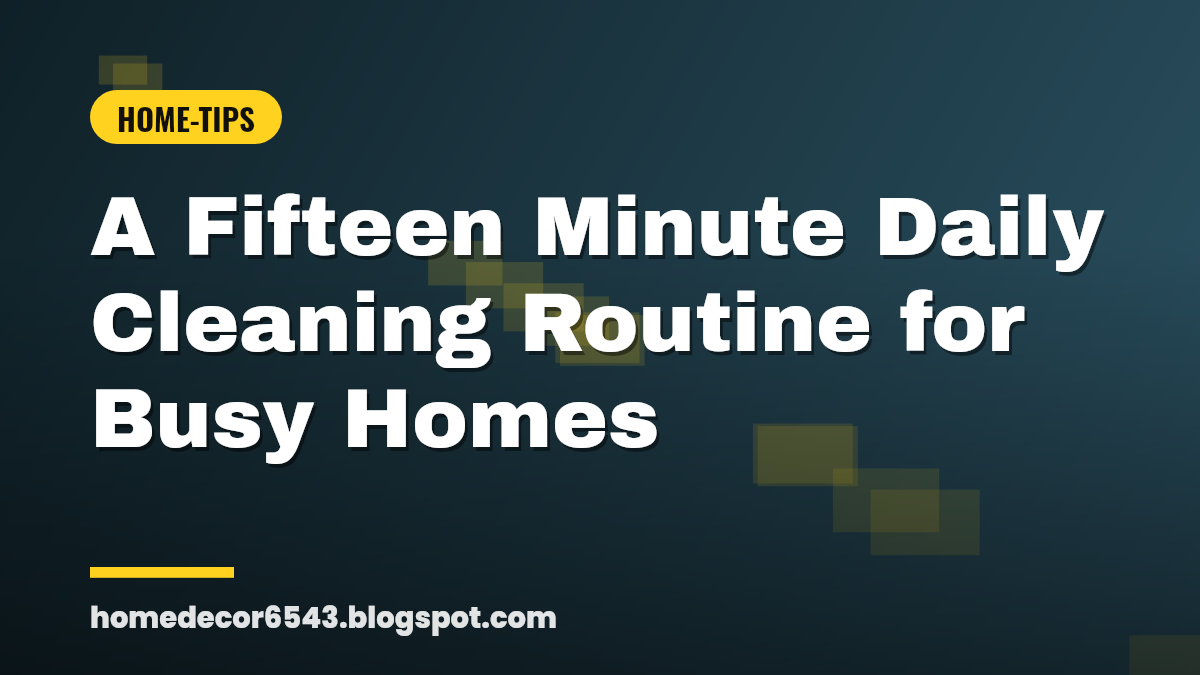 HOME-TIPS
A Fifteen Minute Daily
Cleaning Routine for
Busy Homes
homedecor6543.blogspot.com